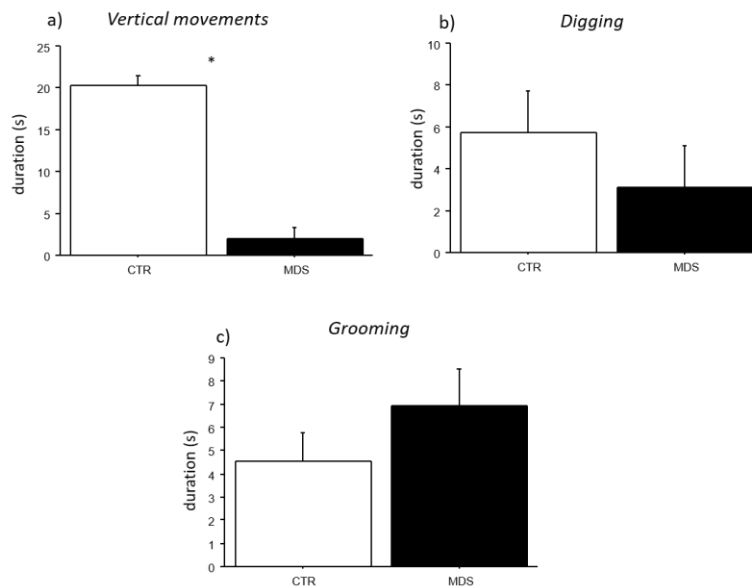 a)
Vertical movements
duration (s)
25
20
15
10
5
0
*
CTR
MDS
b)
Digging
duration (s)
10
8
6
4
2
0
CTR
MDS
c)
Grooming
duration (s)
9
8
7
6
5
4
3
2
1
0
CTR
MDS